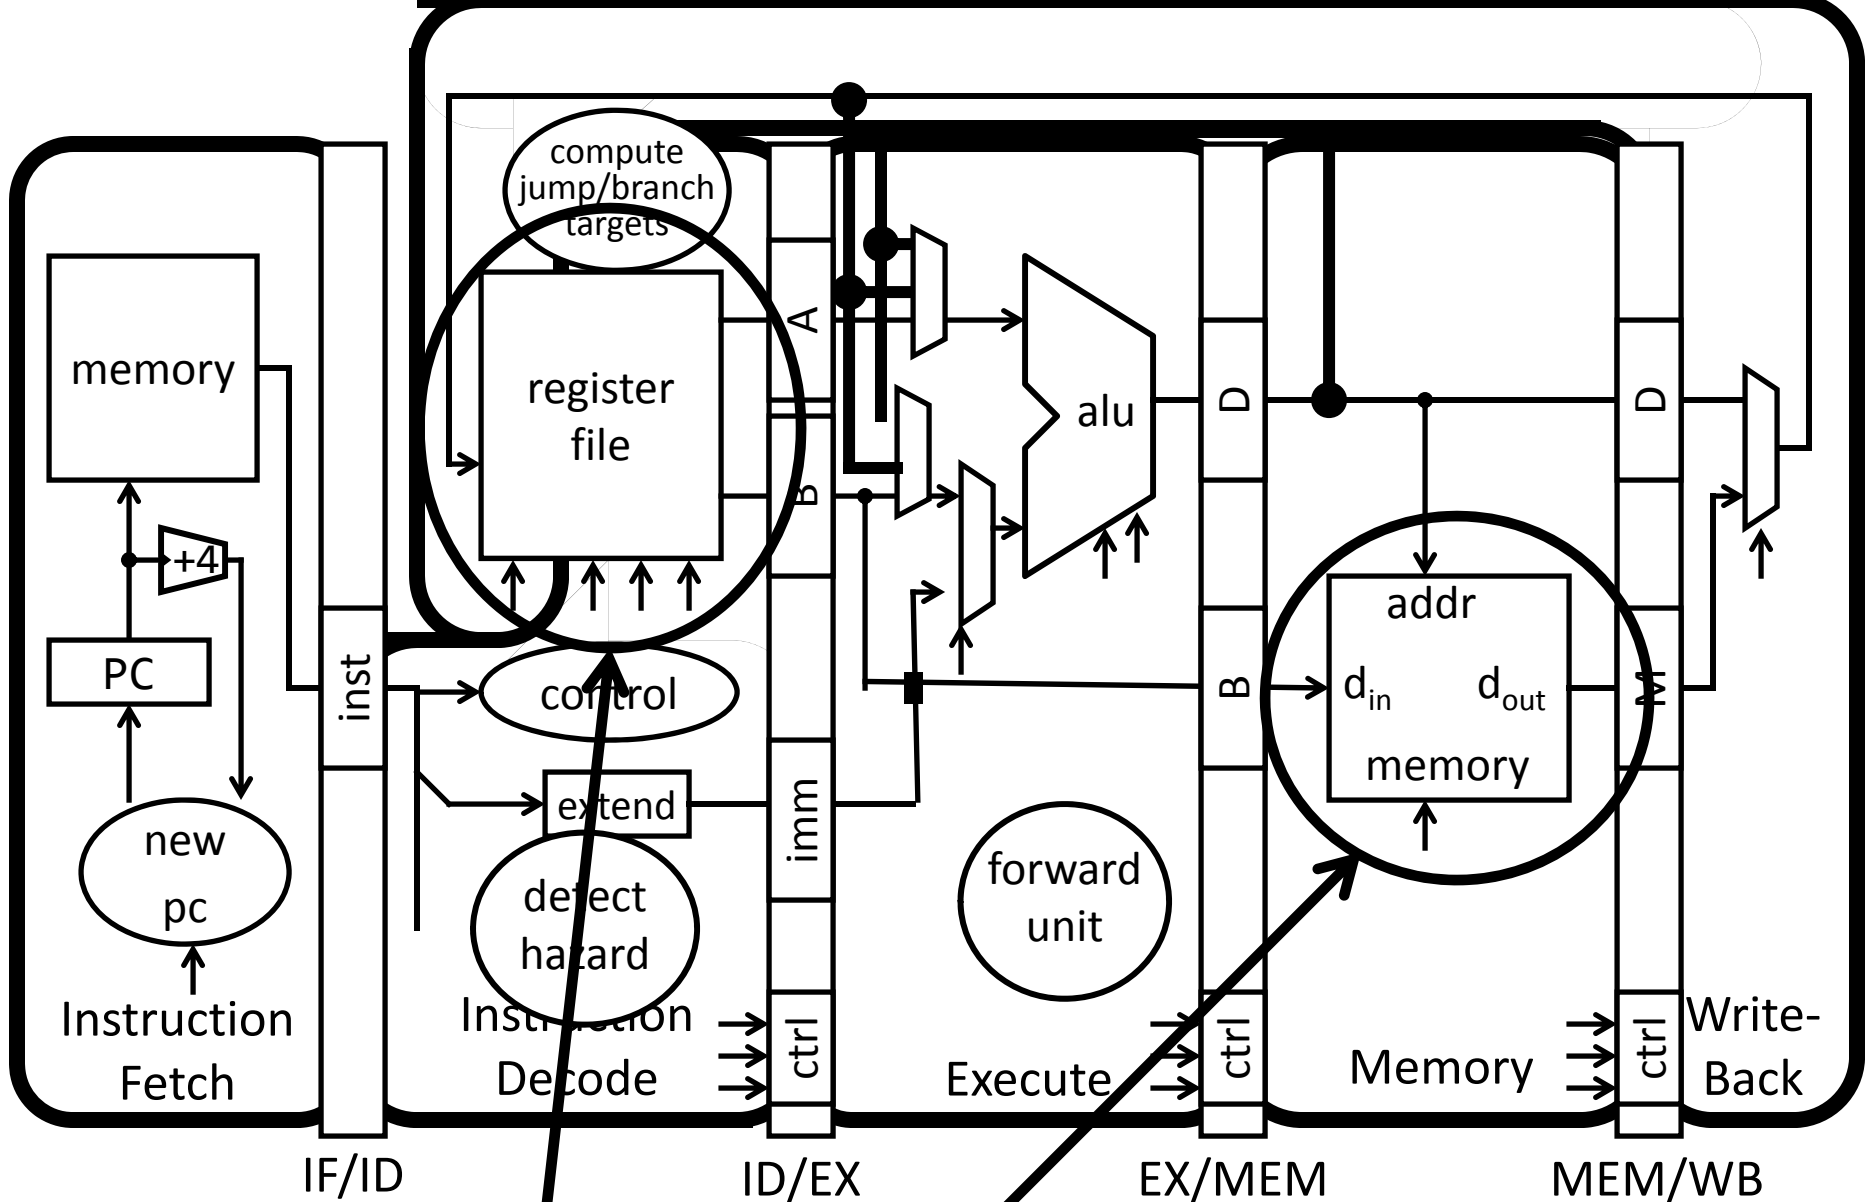 compute
jump/branch
targets
memory
register
file
A
B
alu
D
D
+4
PC
inst
control
extend
imm
new
pc
detect
hazard
forward
unit
B
addr
d_in
d_out
memory
M
Instruction
Fetch
Instruction
Decode
ctrl
Execute
ctrl
Memory
ctrl
Write-
Back
IF/ID
ID/EX
EX/MEM
MEM/WB